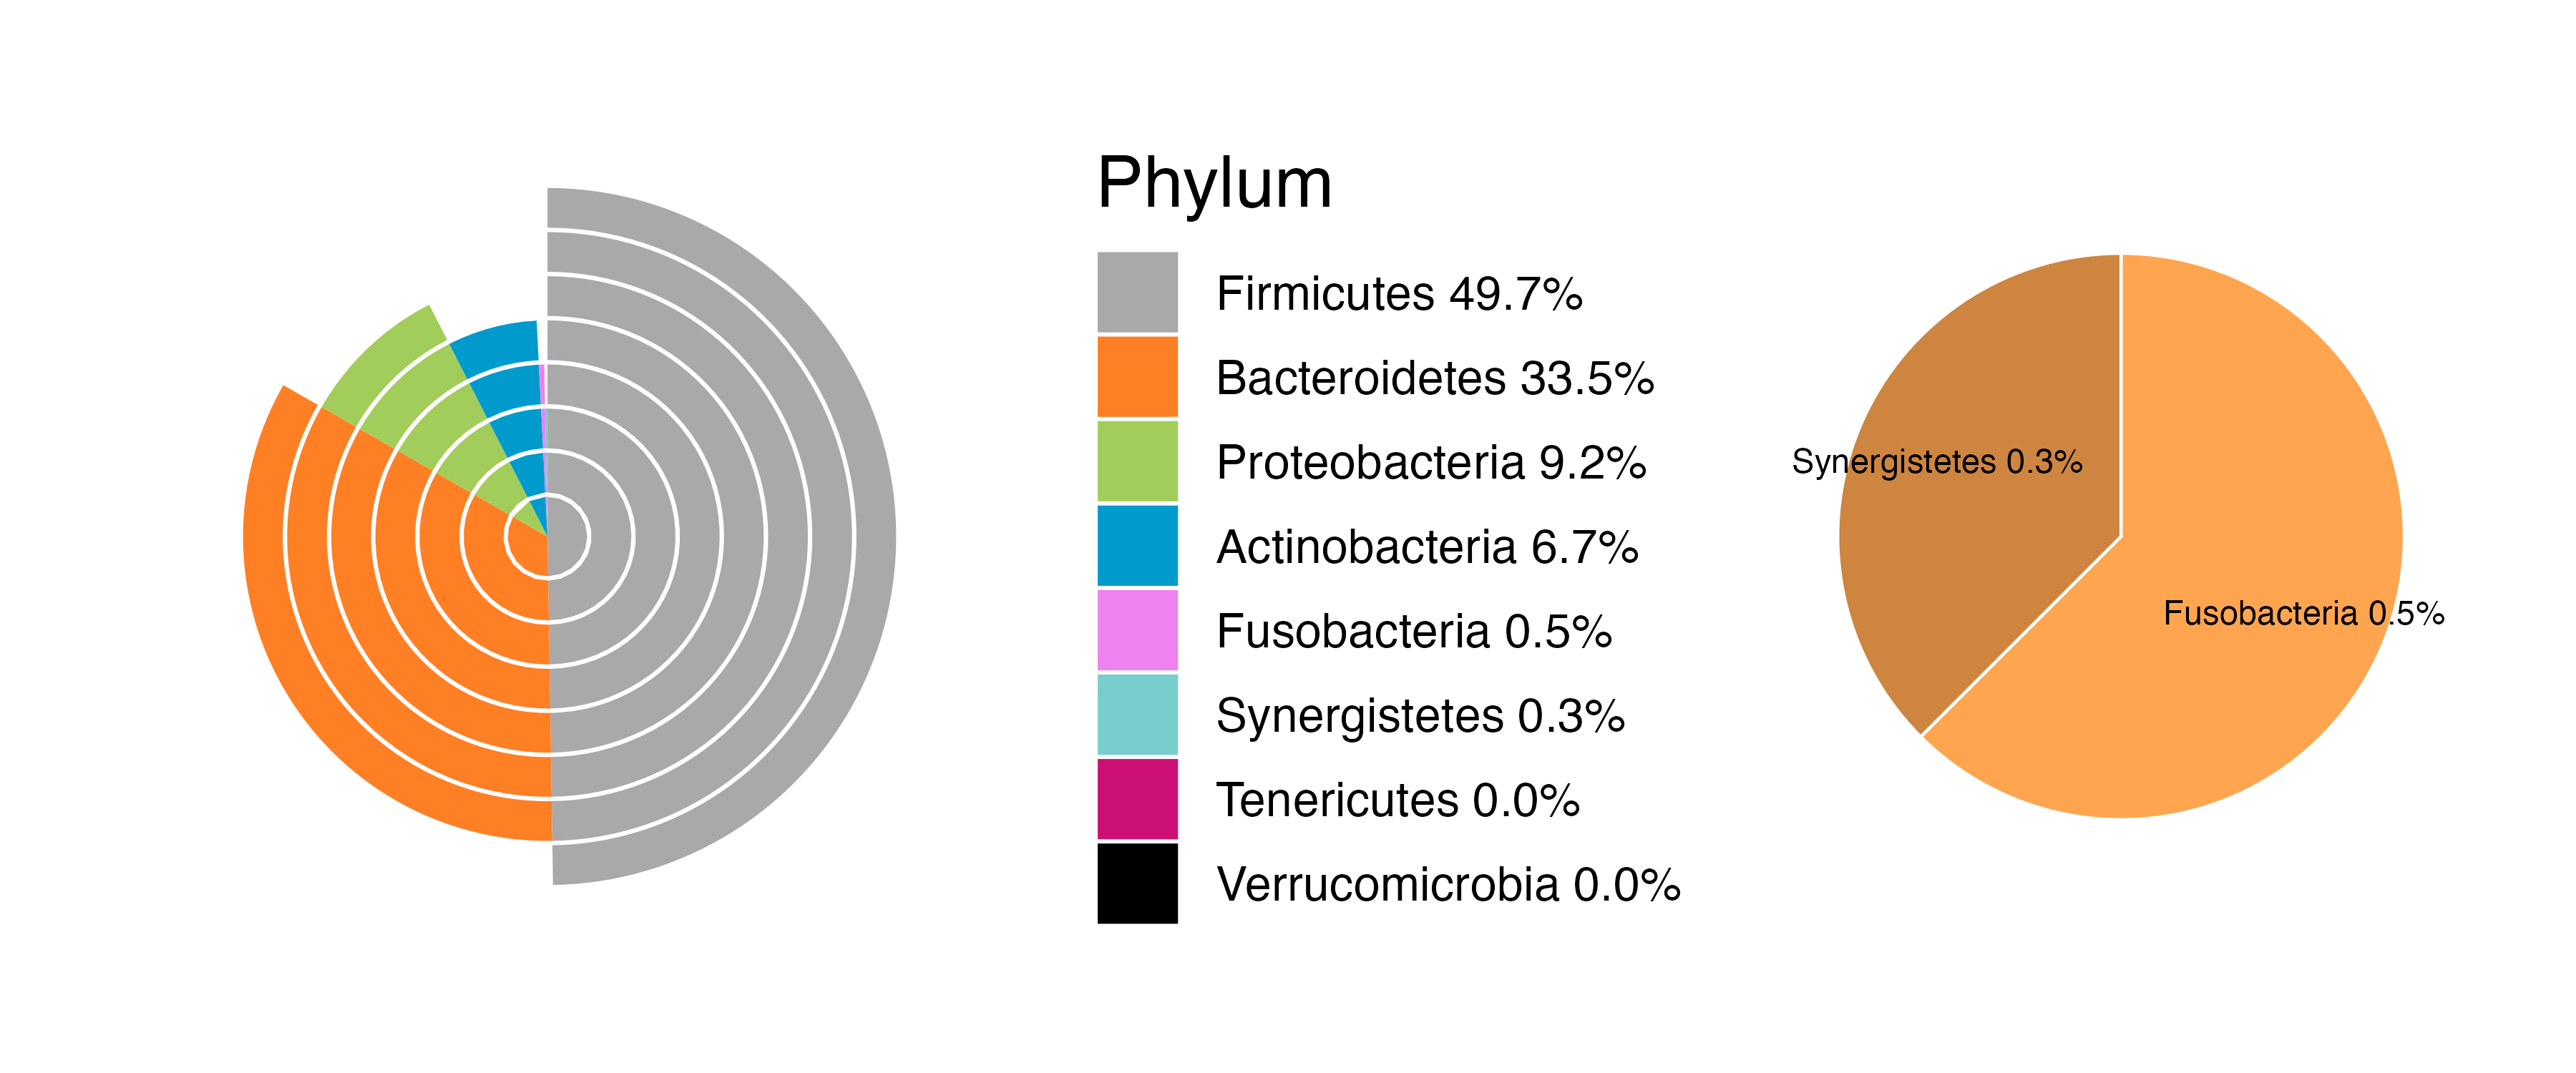 Phylum
Firmicutes 49.7%
Bacteroidetes 33.5%
Proteobacteria 9.2%
Actinobacteria 6.7%
Fusobacteria 0.5%
Synergistetes 0.3%
Tenericutes 0.0%
Verrucomicrobia 0.0%
Synergistetes 0.3%
Fusobacteria 0.5%